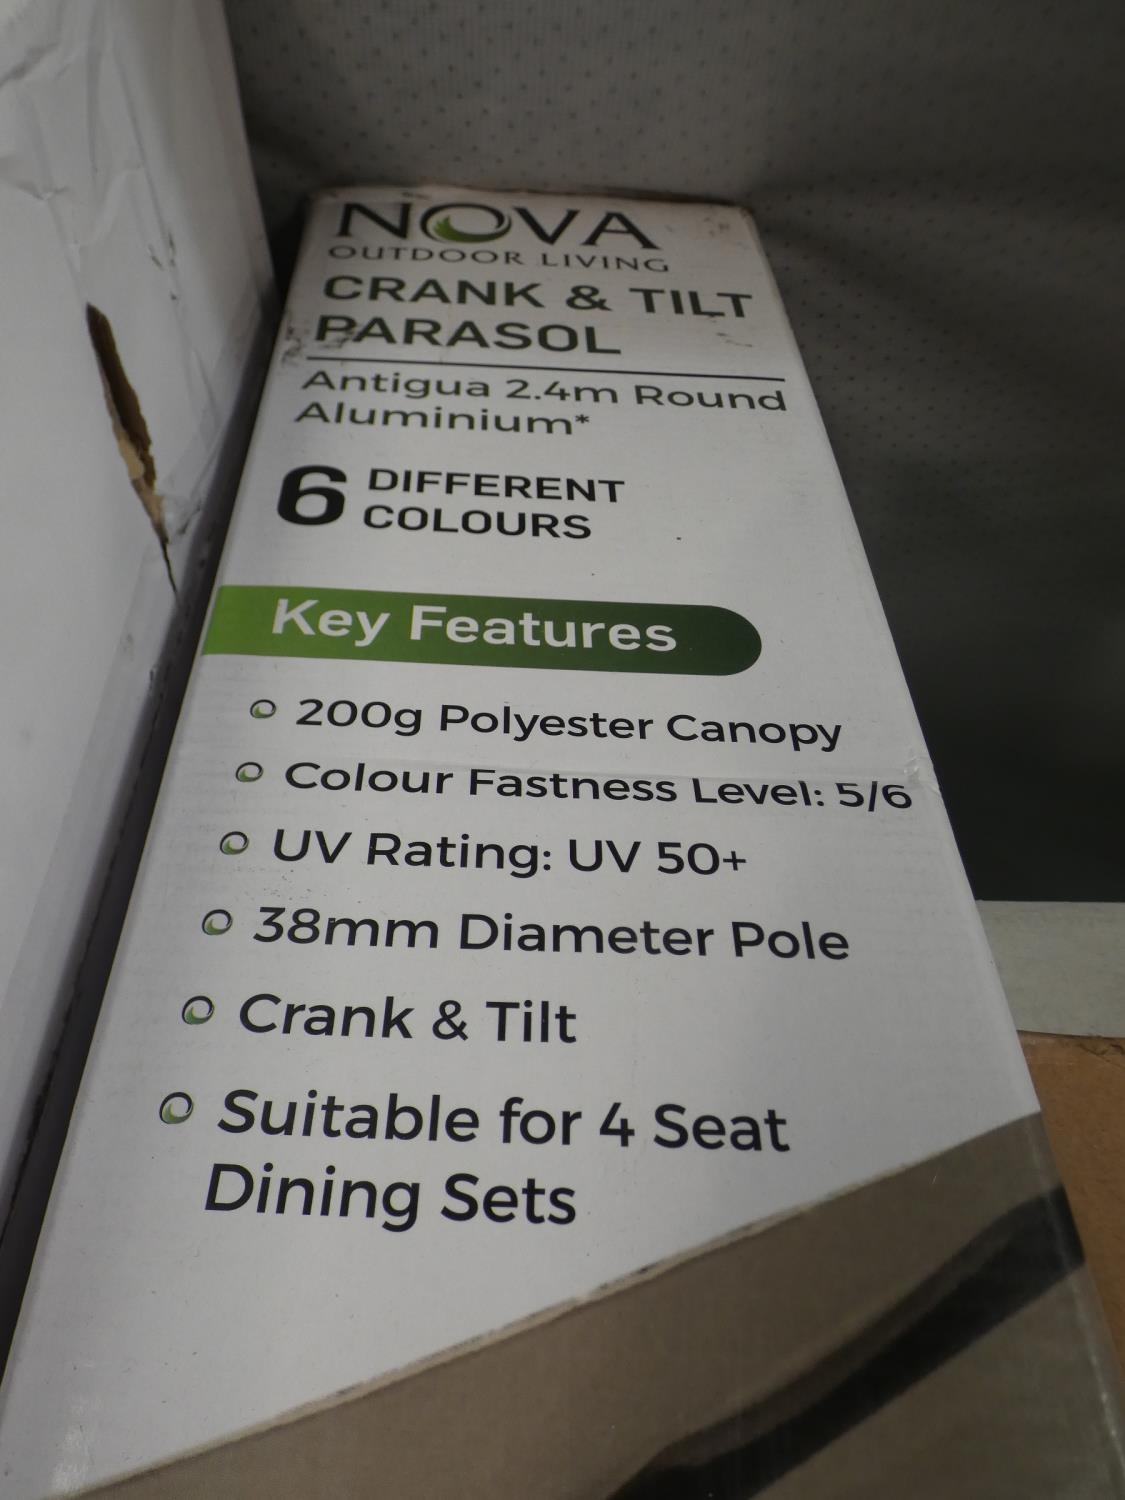 NOVA
OUTDOOR LIVING
CRANK & TILT
PARASOL
Antigua 2.4m Round
Aluminium*
6 DIFFERENT
COLOURS
Key Features
200g Polyester Canopy
Colour Fastness Level: 5/6
UV Rating: UV 50+
38mm Diameter Pole
Crank & Tilt
Suitable for 4 Seat
Dining Sets